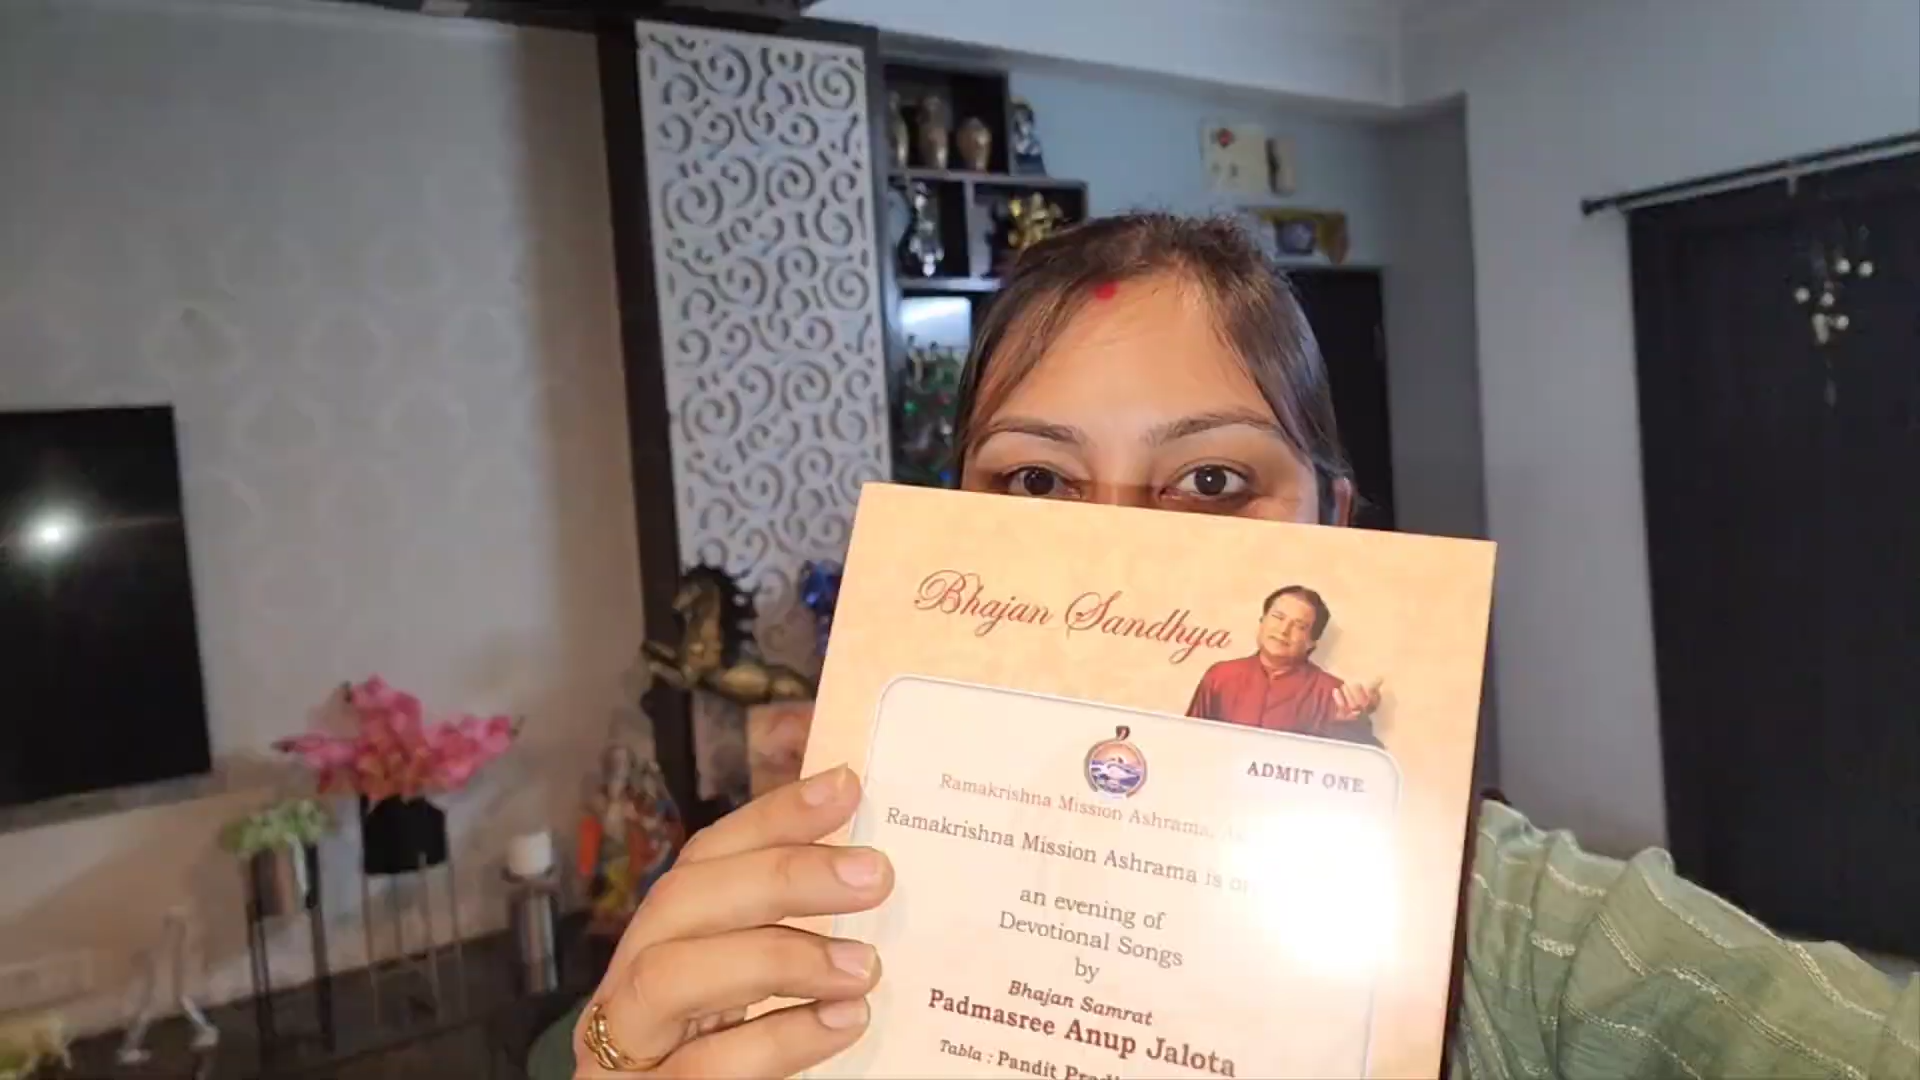 Bhajan Sandhya
ADMIT ONE
Ramakrishna Mission Ashrama,
Ramakrishna Mission Ashrama is
an evening of
Devotional Songs
by
Bhajan Samrat
Padmasree Anup Jalota
Tabla : Pandit